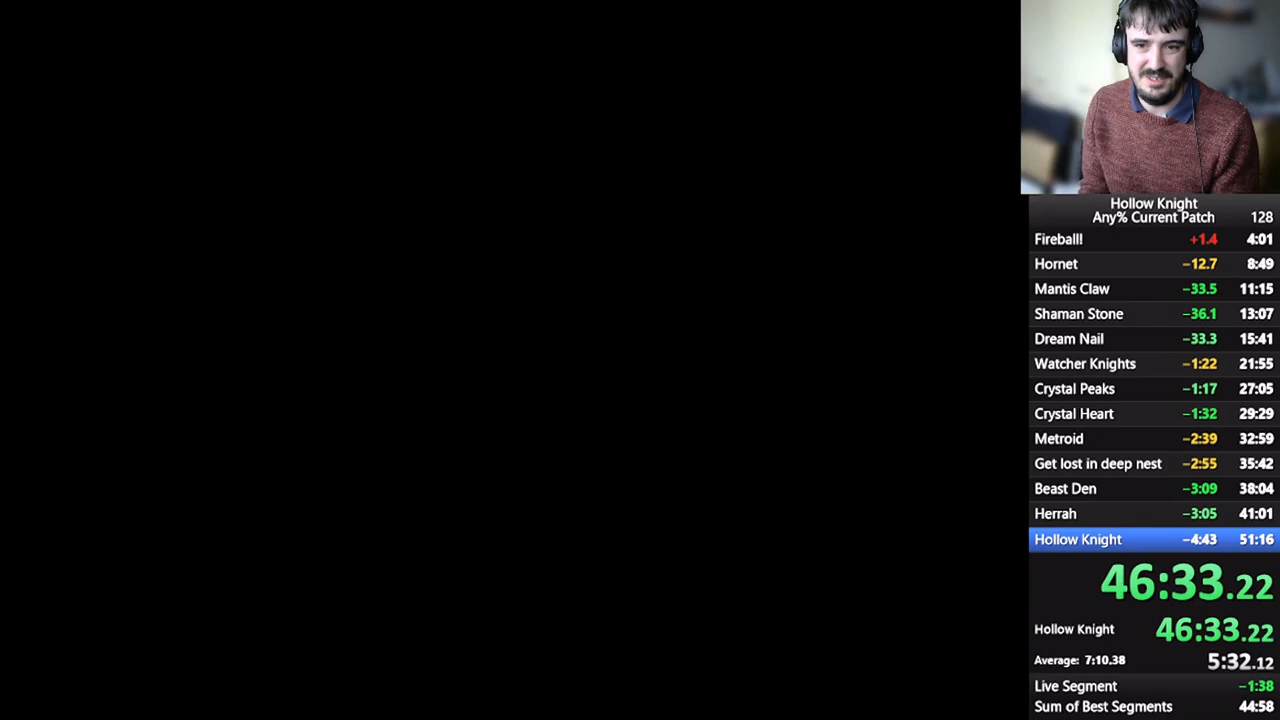 Hollow Knight
Any% Current Patch 128
Fireball! +1.4 4:01
Hornet −12.7 8:49
Mantis Claw −33.5 11:15
Shaman Stone −36.1 13:07
Dream Nail −33.3 15:41
Watcher Knights −1:22 21:55
Crystal Peaks −1:17 27:05
Crystal Heart −1:32 29:29
Metroid −2:39 32:59
Get lost in deep nest −2:55 35:42
Beast Den −3:09 38:04
Herrah −3:05 41:01
Hollow Knight −4:43 51:16
46:33.22
Hollow Knight 46:33.22
Average: 7:10.38 5:32.12
Live Segment −1:38
Sum of Best Segments 44:58